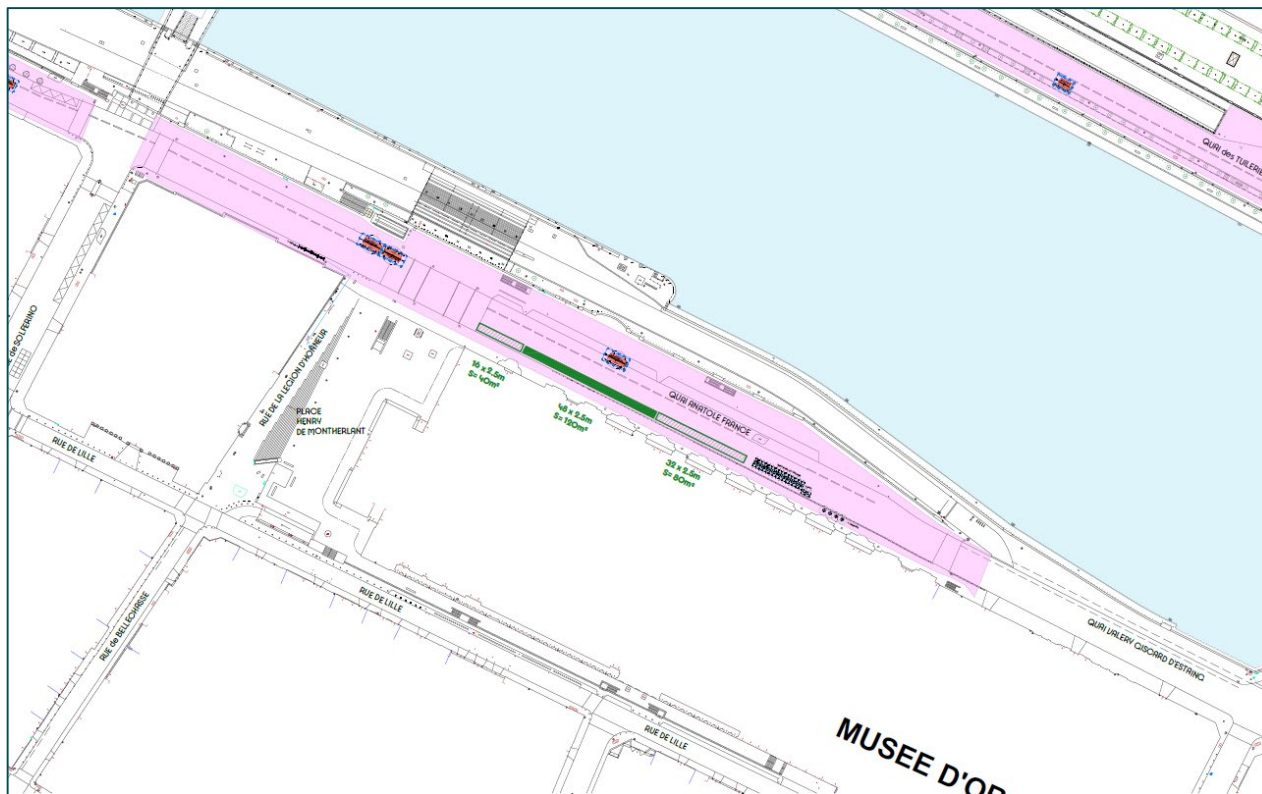 QUAI des TUILERIE
E de SOLFERINO
RUE DE LA LEGION D'HONNEUR
16 x 2.5m
S= 40m²
QUAI ANATOLE FRANCE
PLACE
HENRY
DE MONTHERLANT
48 x 2.5m
S= 120m²
RUE DE LILLE
32 x 2.5m
S= 80m²
RUE de BELLECHASSE
RUE DE LILLE
QUAI VALERY GISCARD D'ESTAING
RUE DE LILLE
MUSEE D'OR